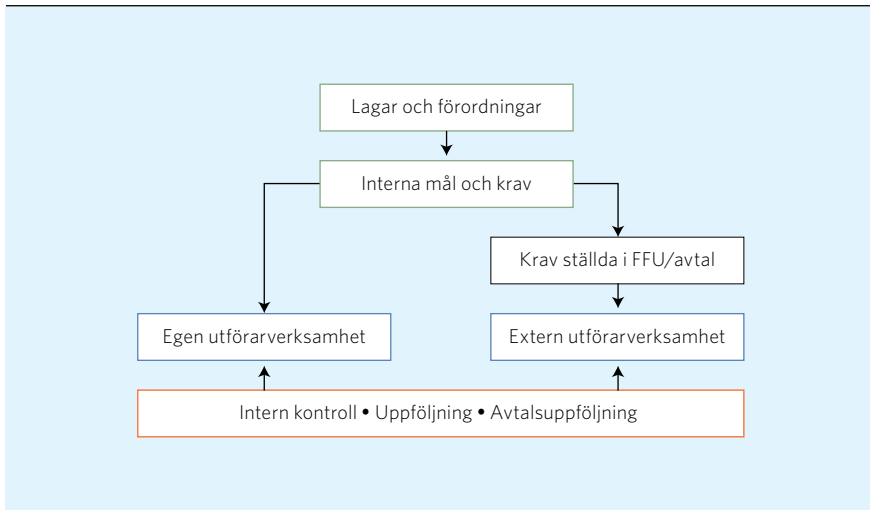 Lagar och förordningar
Interna mål och krav
Krav ställda i FFU/avtal
Egen utförarverksamhet
Extern utförarverksamhet
Intern kontroll • Uppföljning • Avtalsuppföljning